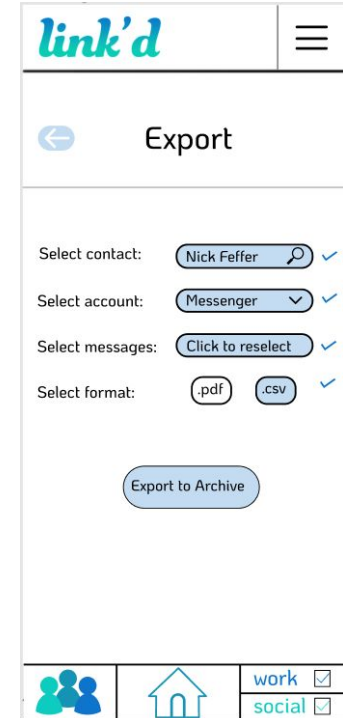 link'd
Export
Select contact: Nick Feffer
Select account: Messenger
Select messages: Click to reselect
Select format: .pdf .csv
Export to Archive
work
social